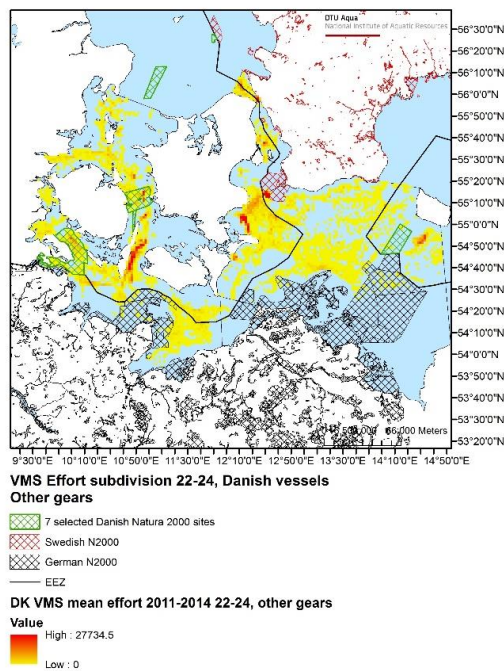 DTU Aqua
National Institute of Aquatic Resources
56°30'0"N
56°20'0"N
56°10'0"N
56°0'0"N
55°50'0"N
55°40'0"N
55°30'0"N
55°20'0"N
55°10'0"N
55°0'0"N
54°50'0"N
54°40'0"N
54°30'0"N
54°20'0"N
54°10'0"N
54°0'0"N
53°50'0"N
53°40'0"N
53°30'0"N
53°20'0"N
Meters
9°30'0"E 10°10'0"E 10°50'0"E 11°30'0"E 12°10'0"E 12°50'0"E 13°30'0"E 14°10'0"E 14°50'0"E
VMS Effort subdivision 22-24, Danish vessels
Other gears
7 selected Danish Natura 2000 sites
Swedish N2000
German N2000
EEZ
DK VMS mean effort 2011-2014 22-24, other gears
Value
High : 27734.5
Low : 0